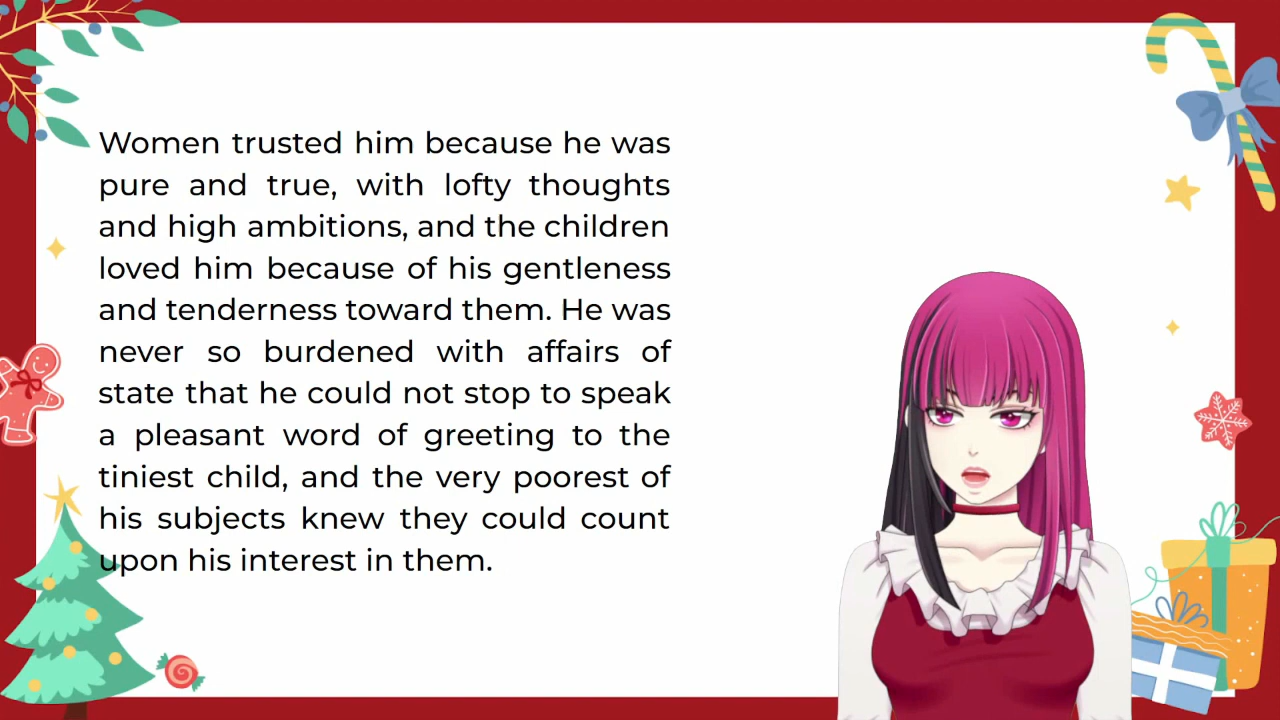 Women trusted him because he was
pure and true, with lofty thoughts
and high ambitions, and the children
loved him because of his gentleness
and tenderness toward them. He was
never so burdened with affairs of
state that he could not stop to speak
a pleasant word of greeting to the
tiniest child, and the very poorest of
his subjects knew they could count
upon his interest in them.